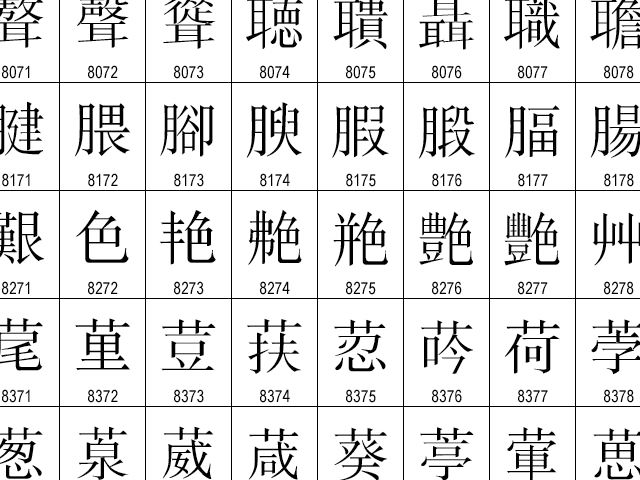 聱 聲 聳 聴 聵 聶 職 聸
8071 8072 8073 8074 8075 8076 8077 8078
腱 腲 腳 腴 腵 腶 腷 腸
8171 8172 8173 8174 8175 8176 8177 8178
艱 色 艳 艴 艵 艶 艷 艸
8271 8272 8273 8274 8275 8276 8277 8278
荱 荲 荳 荴 荵 荶 荷 荸
8371 8372 8373 8374 8375 8376 8377 8378
葱 葲 葳 葴 葵 葶 葷 葸